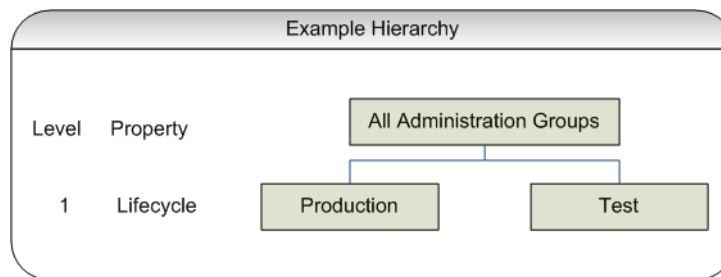 Example Hierarchy
Level Property All Administration Groups
1 Lifecycle Production Test